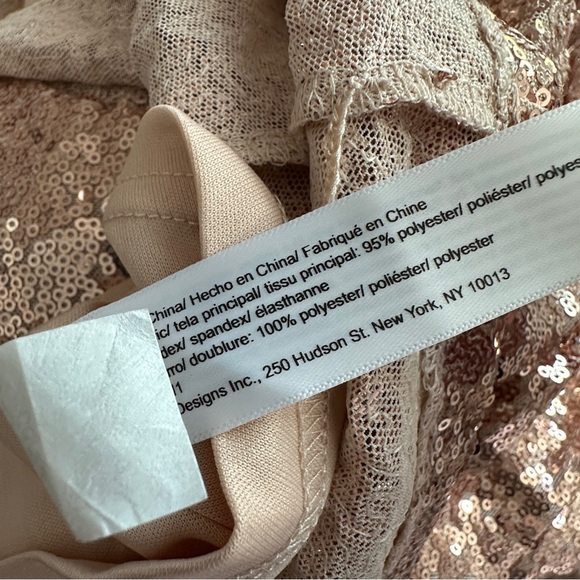 China/ Hecho en China/ Fabriqué en Chine
ic/ tela principal/ tissu principal: 95% polyester/ poliéster/ polyes
dex/ spandex/ élasthanne
rro/ doublure: 100% polyester/ poliéster/ polyester
1
Designs Inc., 250 Hudson St. New York, NY 10013